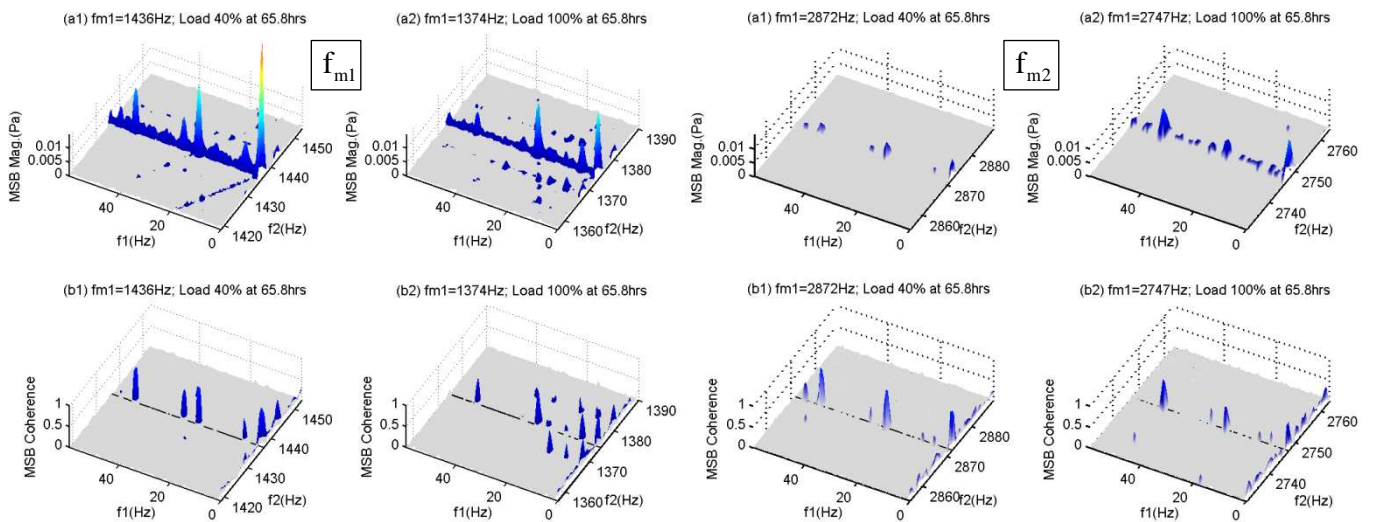 (a1) fm1=1436Hz; Load 40% at 65.8hrs
(a2) fm1=1374Hz; Load 100% at 65.8hrs
(a1) fm1=2872Hz; Load 40% at 65.8hrs
(a2) fm1=2747Hz; Load 100% at 65.8hrs
fm1
fm2
MSB Mag.(Pa)
0.01
0.005
0
40
20
0
f1(Hz)
1420
1430
1440
1450
f2(Hz)
MSB Mag.(Pa)
0.01
0.005
0
40
20
0
f1(Hz)
1360
1370
1380
1390
f2(Hz)
MSB Mag.(Pa)
0.01
0.005
0
40
20
0
f1(Hz)
2860
2870
2880
f2(Hz)
MSB Mag.(Pa)
0.01
0.005
0
40
20
0
f1(Hz)
2740
2750
2760
f2(Hz)
(b1) fm1=1436Hz; Load 40% at 65.8hrs
(b2) fm1=1374Hz; Load 100% at 65.8hrs
(b1) fm1=2872Hz; Load 40% at 65.8hrs
(b2) fm1=2747Hz; Load 100% at 65.8hrs
MSB Coherence
1
0.5
0
40
20
0
f1(Hz)
1420
1430
1440
1450
f2(Hz)
MSB Coherence
1
0.5
0
40
20
0
f1(Hz)
1360
1370
1380
1390
f2(Hz)
MSB Coherence
1
0.5
0
40
20
0
f1(Hz)
2860
2870
2880
f2(Hz)
MSB Coherence
1
0.5
0
40
20
0
f1(Hz)
2740
2750
2760
f2(Hz)